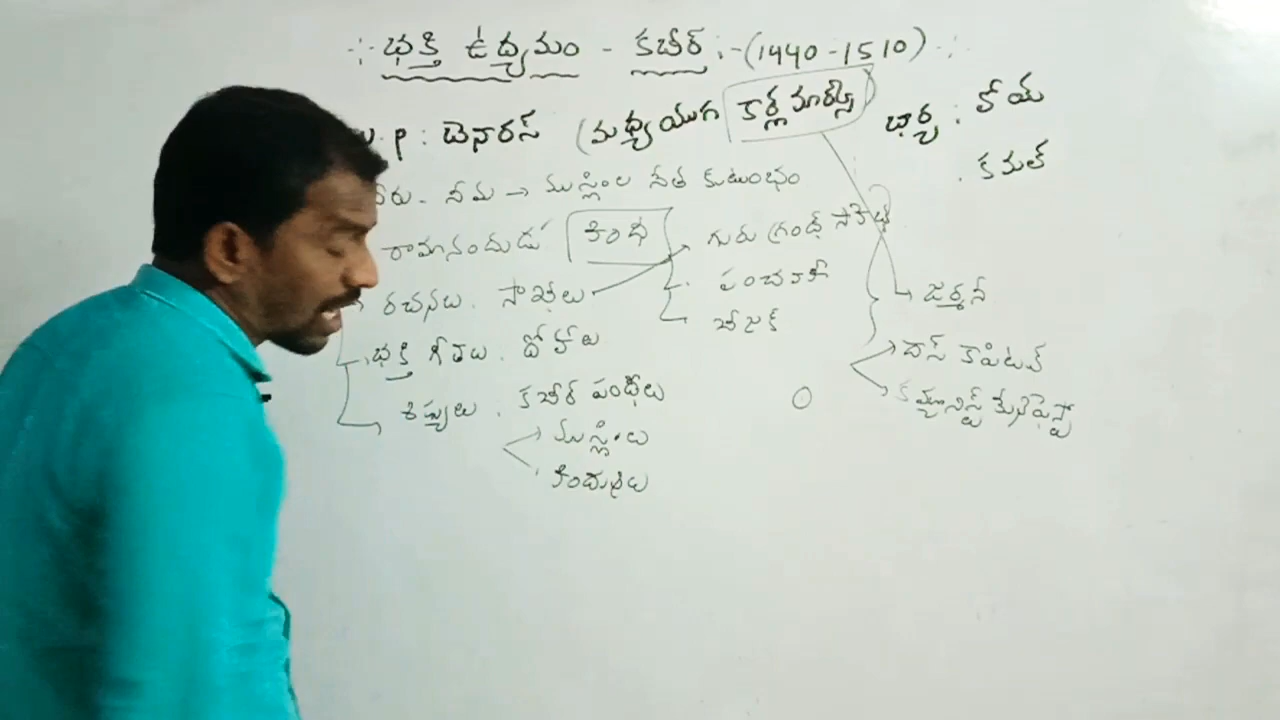 భక్తి ఉద్యమం - కబీర్ :- (1440 - 1510)
U.P : బెనారస్ (మధ్యయుగ కార్ల్ మార్క్స్) భార్య : లోయ్
నీరు - నీమ → ముస్లింల నేత కుటుంబం . కమల్
రామానందుడు హింది గురు గ్రంథ్ సాహెబ్
రచనలు . సాఖీలు పంచవాణి జర్మనీ
భక్తి గీతాలు . దోహాలు బీజక్ దాస్ కాపిటల్
శిష్యులు . కబీర్ పంథీలు కమ్యూనిస్ట్ మేనిఫెస్టో
ముస్లింలు
హిందువులు